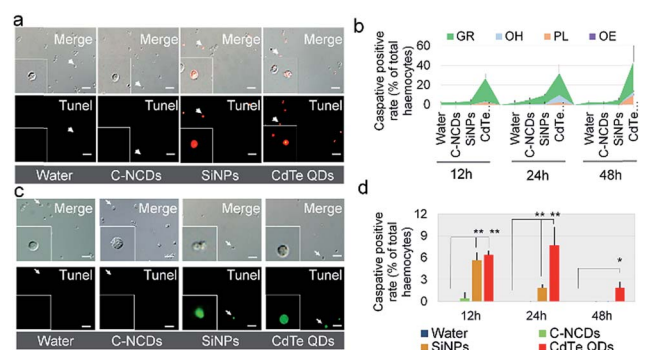 a
Merge Merge Merge Merge
Tunel Tunel Tunel Tunel
Water C-NCDs SiNPs CdTe QDs
b
GR OH PL OE
Caspative positive
rate (% of total
haemocytes)
60
40
20
0
Water C-NCDs SiNPs CdTe. Water C-NCDs SiNPs CdTe. Water C-NCDs SiNPs CdTe.
12h 24h 48h
c
Merge Merge Merge Merge
Tunel Tunel Tunel Tunel
Water C-NCDs SiNPs CdTe QDs
d
Caspative positive
rate (% of total
haemocytes)
12
9
6
3
0
** ** ** ** *
12h 24h 48h
Water C-NCDs
SiNPs CdTe QDs